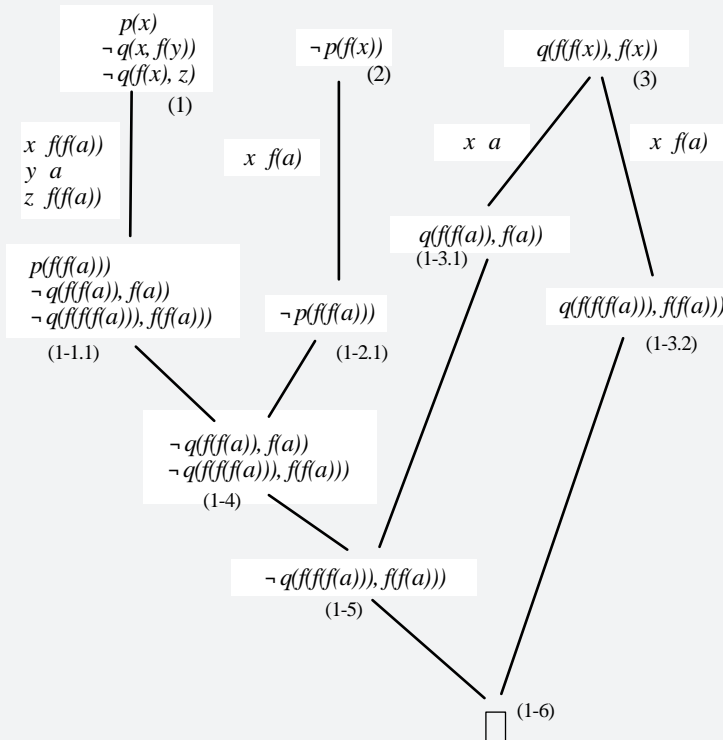 p(x)
¬q(x, f(y))
¬q(f(x), z)
(1)
¬p(f(x))
(2)
q(f(f(x)), f(x))
(3)
x f(f(a))
y a
z f(f(a))
x f(a)
x a
x f(a)
q(f(f(a)), f(a))
(1-3.1)
p(f(f(a)))
¬q(f(f(a)), f(a))
¬q(f(f(f(a))), f(f(a)))
(1-1.1)
¬p(f(f(a)))
(1-2.1)
q(f(f(f(a))), f(f(a)))
(1-3.2)
¬q(f(f(a)), f(a))
¬q(f(f(f(a))), f(f(a)))
(1-4)
¬q(f(f(f(a))), f(f(a)))
(1-5)
(1-6)